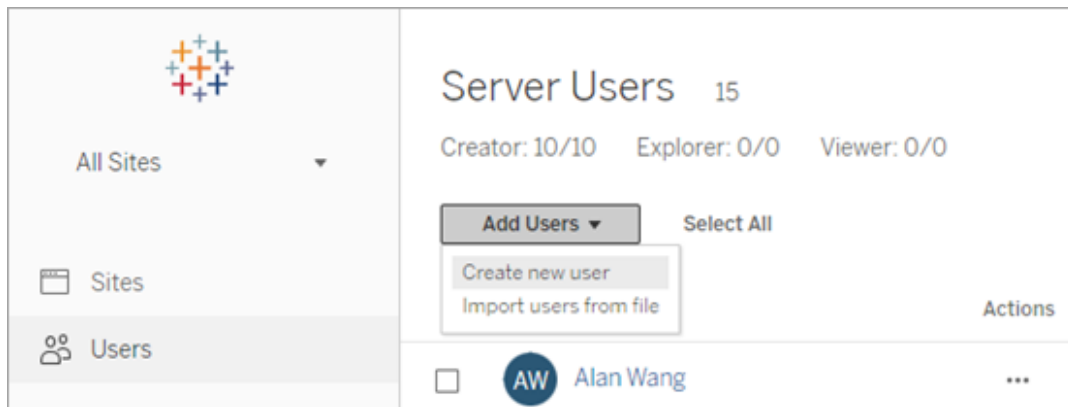 All Sites
Sites
Users
Server Users 15
Creator: 10/10 Explorer: 0/0 Viewer: 0/0
Add Users Select All
Create new user
Import users from file
Actions
AW Alan Wang